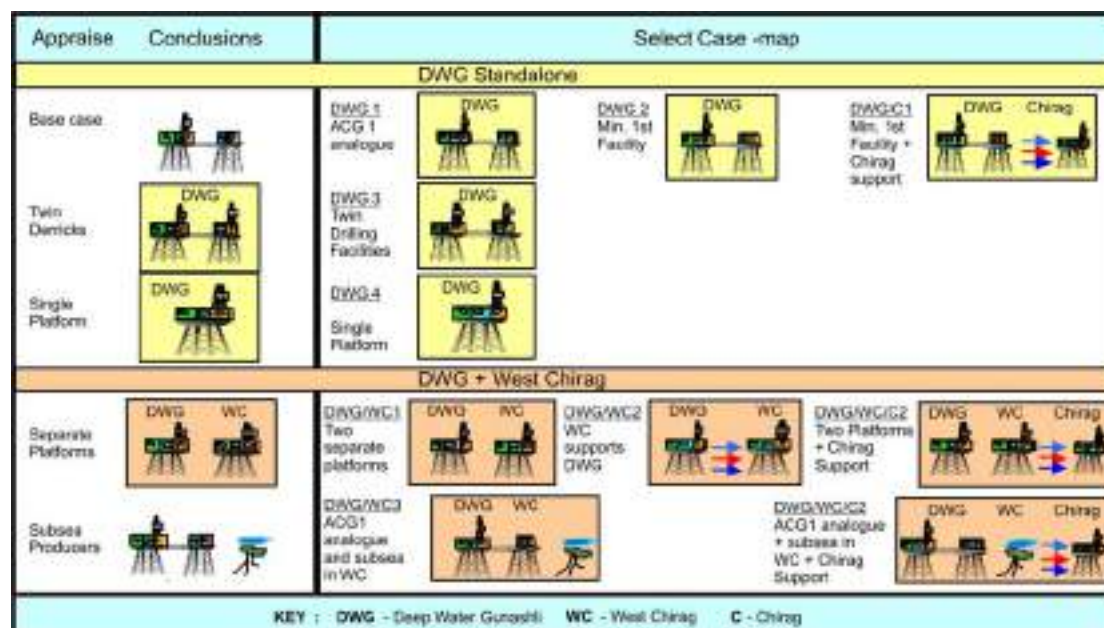 Appraise Conclusions
Select Case -map
DWG Standalone
Base case
DWG 1
ACG 1
analogue
DWG
DWG 2
Min. 1st
Facility
DWG
DWG/C1
Min. 1st
Facility +
Chirag
support
DWG Chirag
Twin
Derricks
DWG
DWG 3
Twin
Drilling
Facilities
DWG
Single
Platform
DWG
DWG 4
Single
Platform
DWG
DWG + West Chirag
Separate
Platforms
DWG WC
DWG/WC1
Two
separate
platforms
DWG WC
DWG/WC2
WC
supports
DWG
DWG WC
DWG/WC/C2
Two Platforms
+ Chirag
Support
DWG WC Chirag
Subsea
Producers
DWG/WC3
ACG1
analogue
and subsea
in WC
DWG WC
DWG/WC/C2
ACG1 analogue
+ subsea in
WC + Chirag
Support
DWG WC Chirag
KEY : DWG - Deep Water Gunashli WC - West Chirag C - Chirag